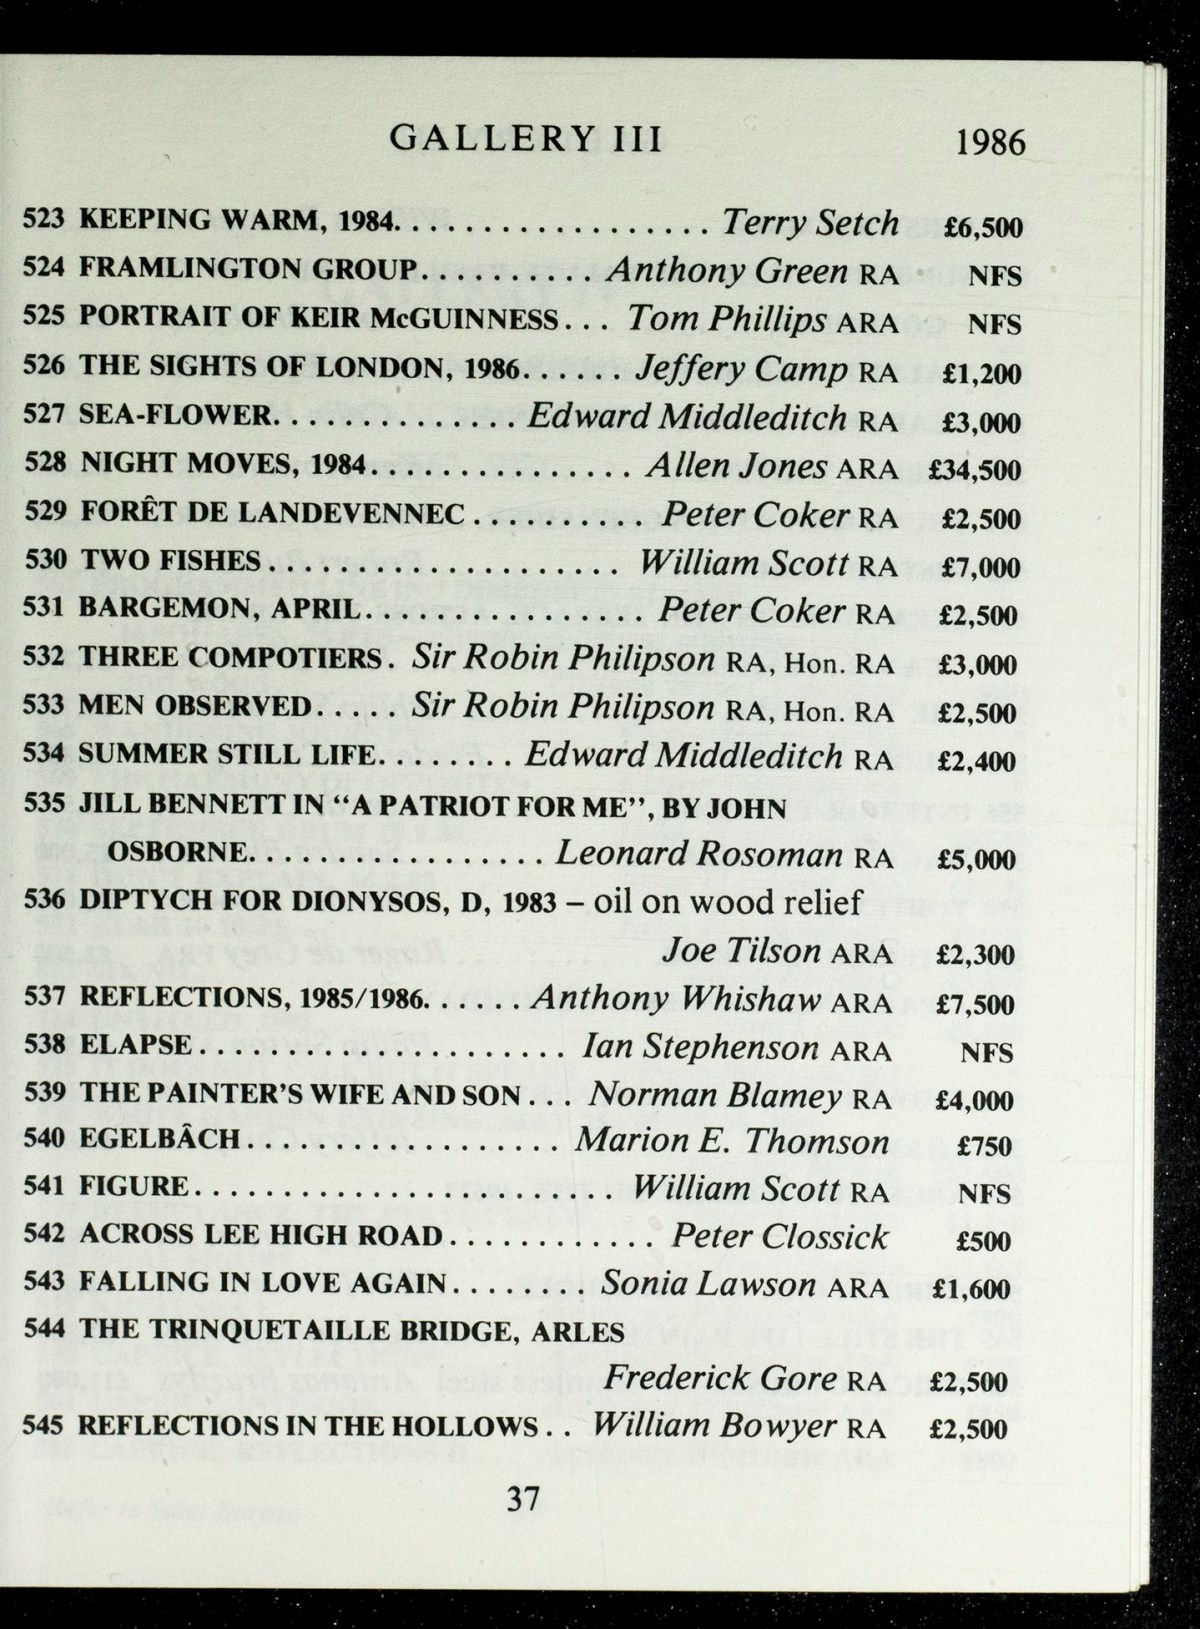 GALLERY III 1986
523 KEEPING WARM, 1984. . . . . . . . . . . . . . . . . . . Terry Setch £6,500
524 FRAMLINGTON GROUP. . . . . . . . . . Anthony Green RA NFS
525 PORTRAIT OF KEIR McGUINNESS. . . Tom Phillips ARA NFS
526 THE SIGHTS OF LONDON, 1986. . . . . . Jeffery Camp RA £1,200
527 SEA-FLOWER. . . . . . . . . . . . . . Edward Middleditch RA £3,000
528 NIGHT MOVES, 1984. . . . . . . . . . . . . . . Allen Jones ARA £34,500
529 FORÊT DE LANDEVENNEC. . . . . . . . . . Peter Coker RA £2,500
530 TWO FISHES. . . . . . . . . . . . . . . . . . . . . William Scott RA £7,000
531 BARGEMON, APRIL. . . . . . . . . . . . . . . . Peter Coker RA £2,500
532 THREE COMPOTIERS. Sir Robin Philipson RA, Hon. RA £3,000
533 MEN OBSERVED. . . . . Sir Robin Philipson RA, Hon. RA £2,500
534 SUMMER STILL LIFE. . . . . . . . Edward Middleditch RA £2,400
535 JILL BENNETT IN “A PATRIOT FOR ME”, BY JOHN
OSBORNE. . . . . . . . . . . . . . . . . Leonard Rosoman RA £5,000
536 DIPTYCH FOR DIONYSOS, D, 1983 – oil on wood relief
Joe Tilson ARA £2,300
537 REFLECTIONS, 1985/1986. . . . . . Anthony Whishaw ARA £7,500
538 ELAPSE. . . . . . . . . . . . . . . . . . . . . . Ian Stephenson ARA NFS
539 THE PAINTER'S WIFE AND SON. . . Norman Blamey RA £4,000
540 EGELBÂCH. . . . . . . . . . . . . . . . . . . Marion E. Thomson £750
541 FIGURE. . . . . . . . . . . . . . . . . . . . . . . . . William Scott RA NFS
542 ACROSS LEE HIGH ROAD. . . . . . . . . . . . Peter Clossick £500
543 FALLING IN LOVE AGAIN. . . . . . . . Sonia Lawson ARA £1,600
544 THE TRINQUETAILLE BRIDGE, ARLES
Frederick Gore RA £2,500
545 REFLECTIONS IN THE HOLLOWS. . William Bowyer RA £2,500
37